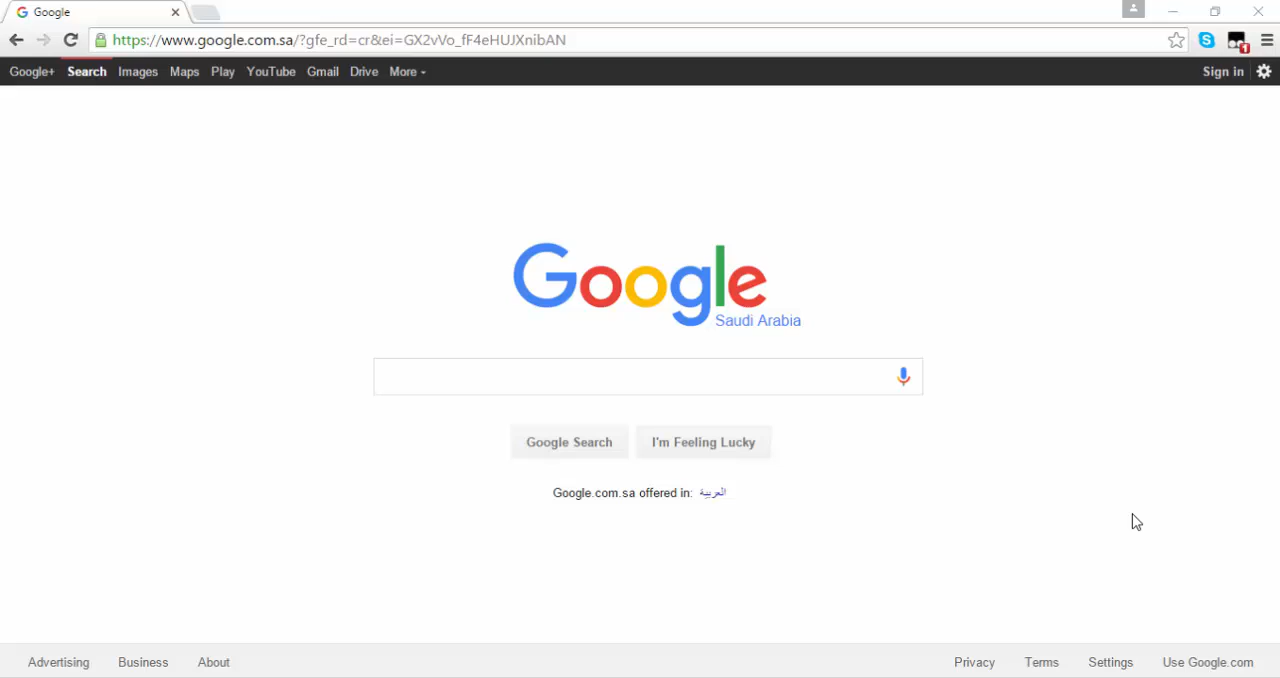 Google
https://www.google.com.sa/?gfe_rd=cr&ei=GX2vVo_fF4eHUJXnibAN
1
Google+ Search Images Maps Play YouTube Gmail Drive More Sign in
Google
Saudi Arabia
Google Search I'm Feeling Lucky
Google.com.sa offered in: العربية
Advertising Business About Privacy Terms Settings Use Google.com